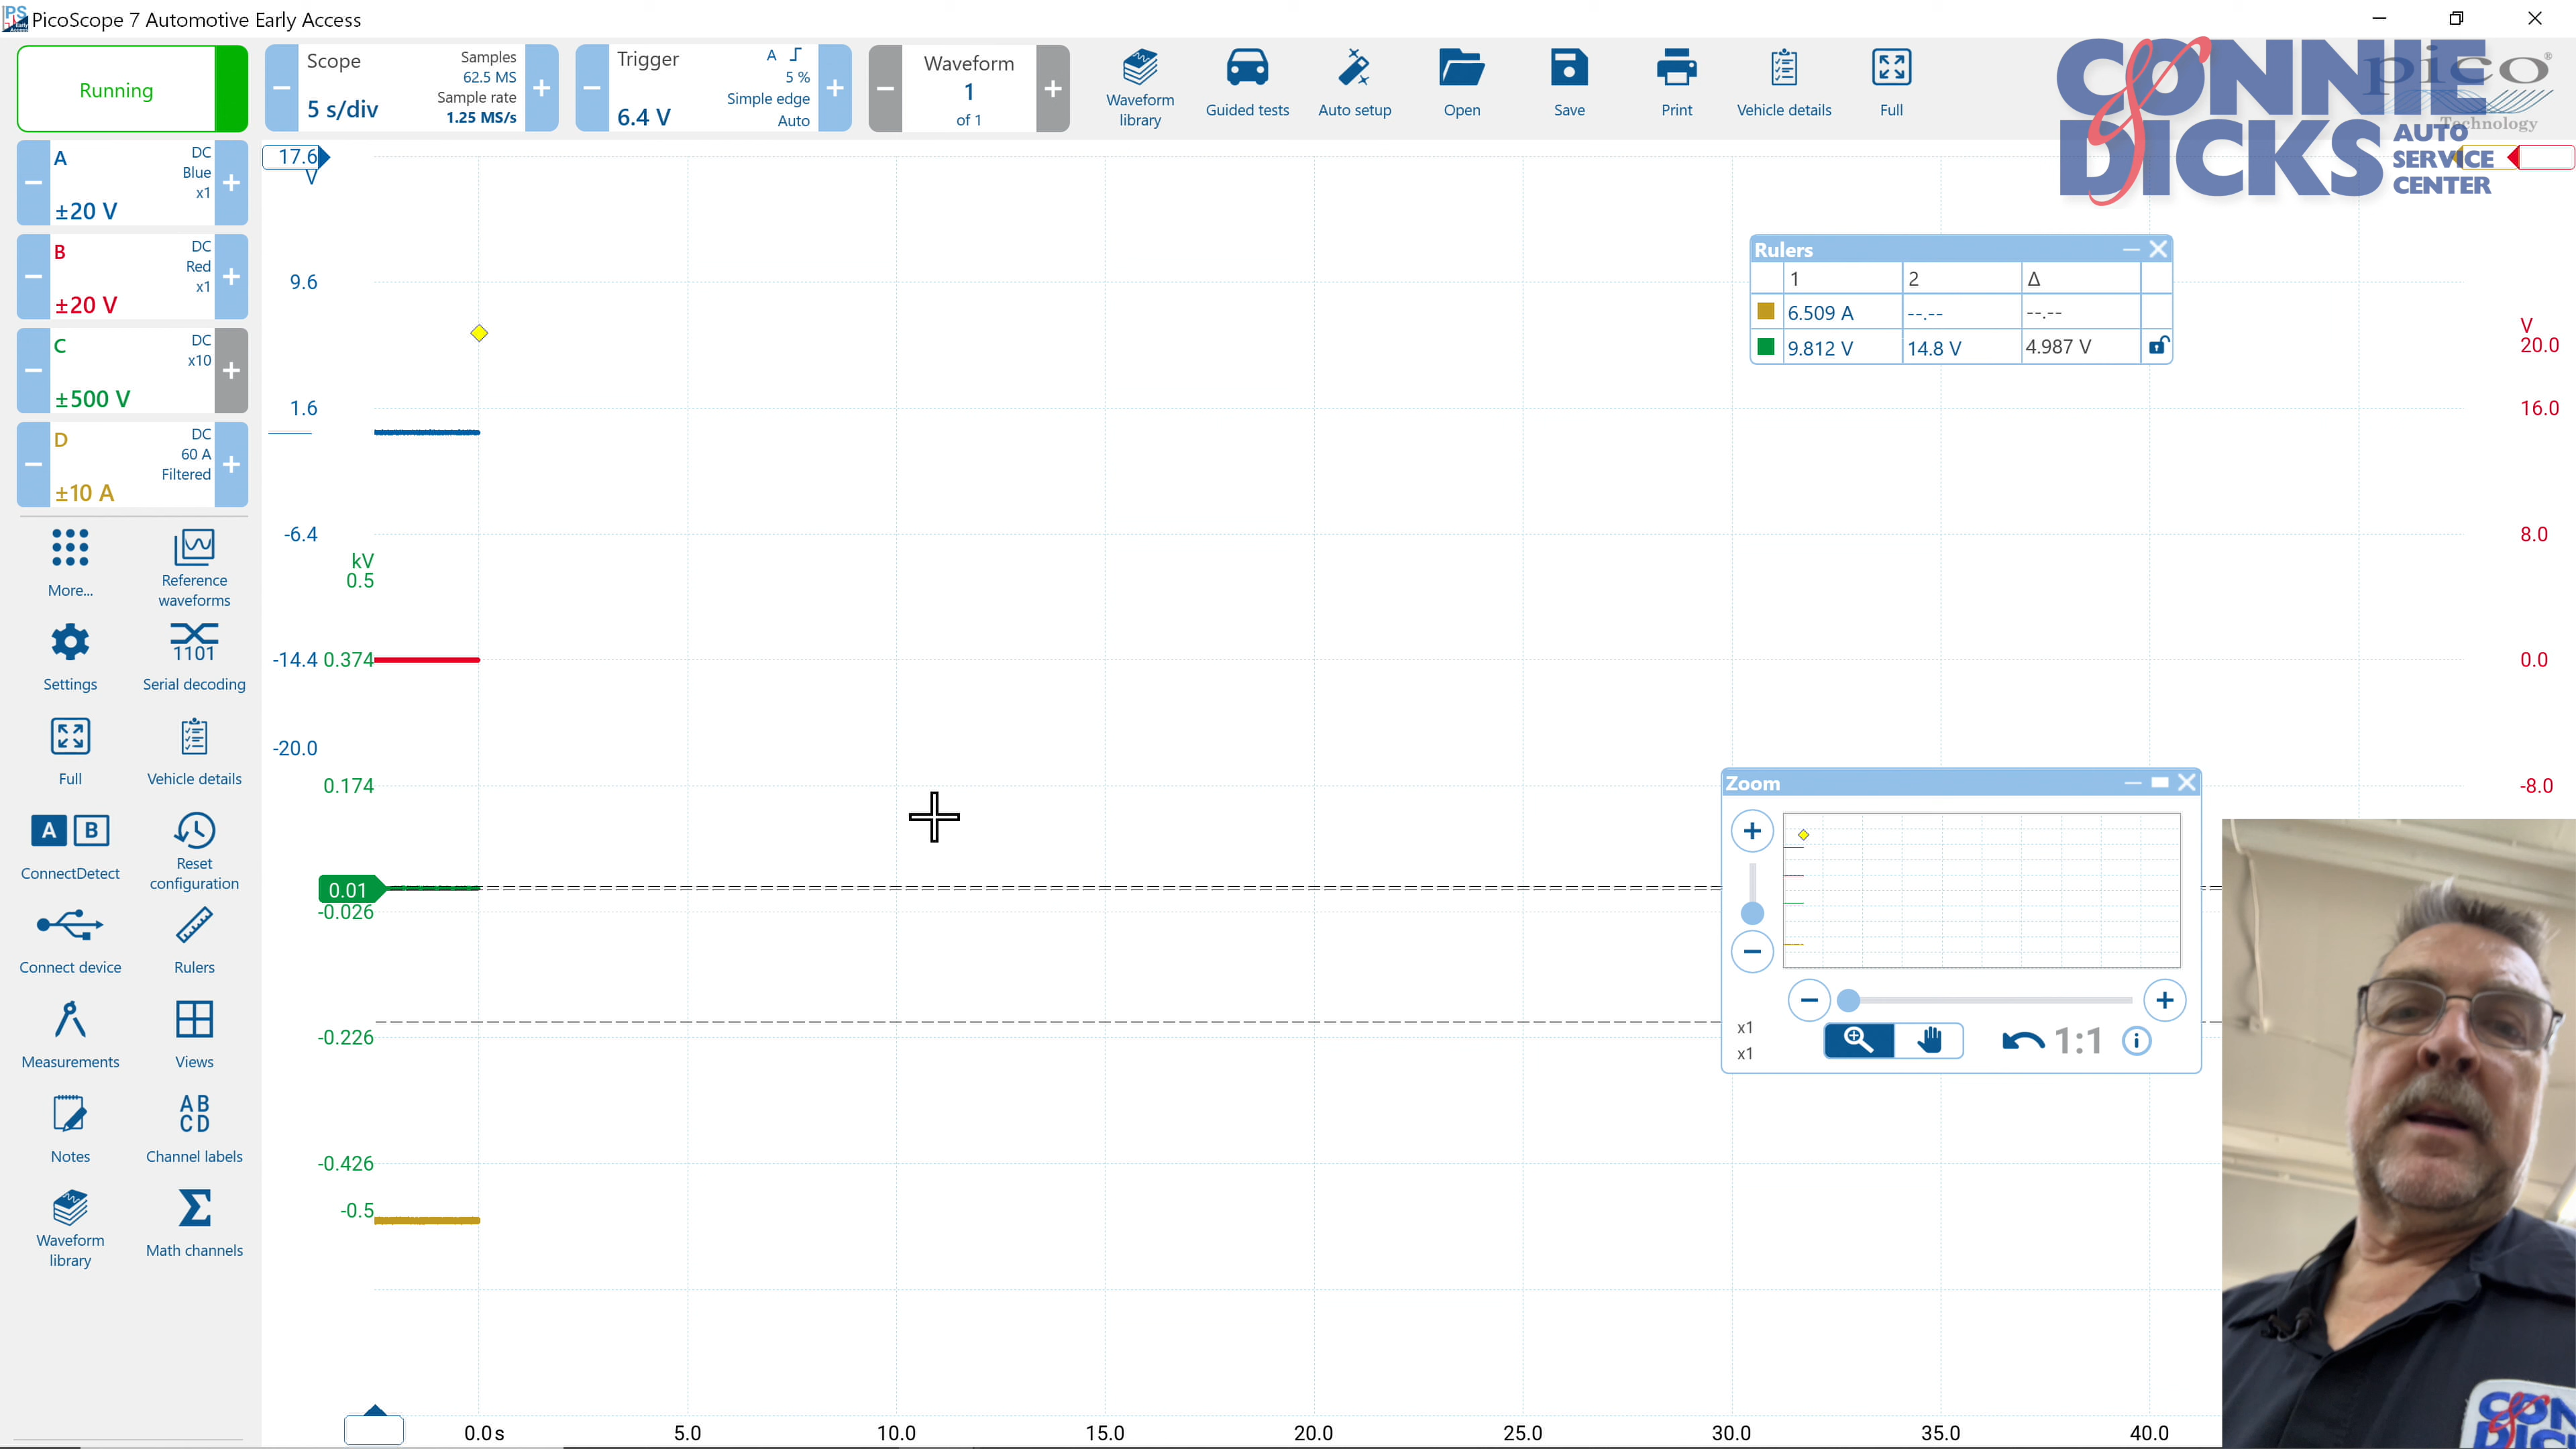 PicoScope 7 Automotive Early Access
Running
Scope
5 s/div
Samples
62.5 MS
Sample rate
1.25 MS/s
Trigger
6.4 V
A
5 %
Simple edge
Auto
Waveform
1
of 1
Waveform
library
Guided tests
Auto setup
Open
Save
Print
Vehicle details
Full
CONNIE
&
DICKS
AUTO
SERVICE
CENTER
pico
Technology
A
DC
Blue
x1
±20 V
B
DC
Red
x1
±20 V
C
DC
x10
±500 V
D
DC
60 A
Filtered
±10 A
More...
Reference
waveforms
Settings
1101
Serial decoding
Full
Vehicle details
A B
ConnectDetect
Reset
configuration
Connect device
Rulers
Measurements
Views
Notes
AB
CD
Channel labels
Waveform
library
Σ
Math channels
17.6
V
9.6
1.6
-6.4
-14.4
-20.0
kV
0.5
0.374
0.174
0.01
-0.026
-0.226
-0.426
-0.5
Rulers
1 2 Δ
6.509 A --.-- --.--
9.812 V 14.8 V 4.987 V
V
20.0
16.0
8.0
0.0
-8.0
Zoom
x1
x1
1:1
i
0.0s 5.0 10.0 15.0 20.0 25.0 30.0 35.0 40.0